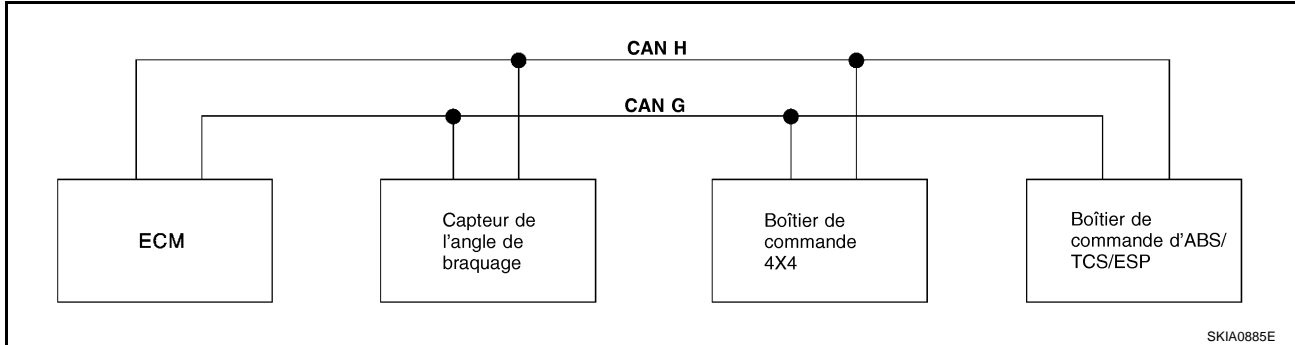 CAN H
CAN G
ECM
Capteur de
l'angle de
braquage
Boîtier de
commande
4X4
Boîtier de
commande d'ABS/
TCS/ESP
SKIA0885E